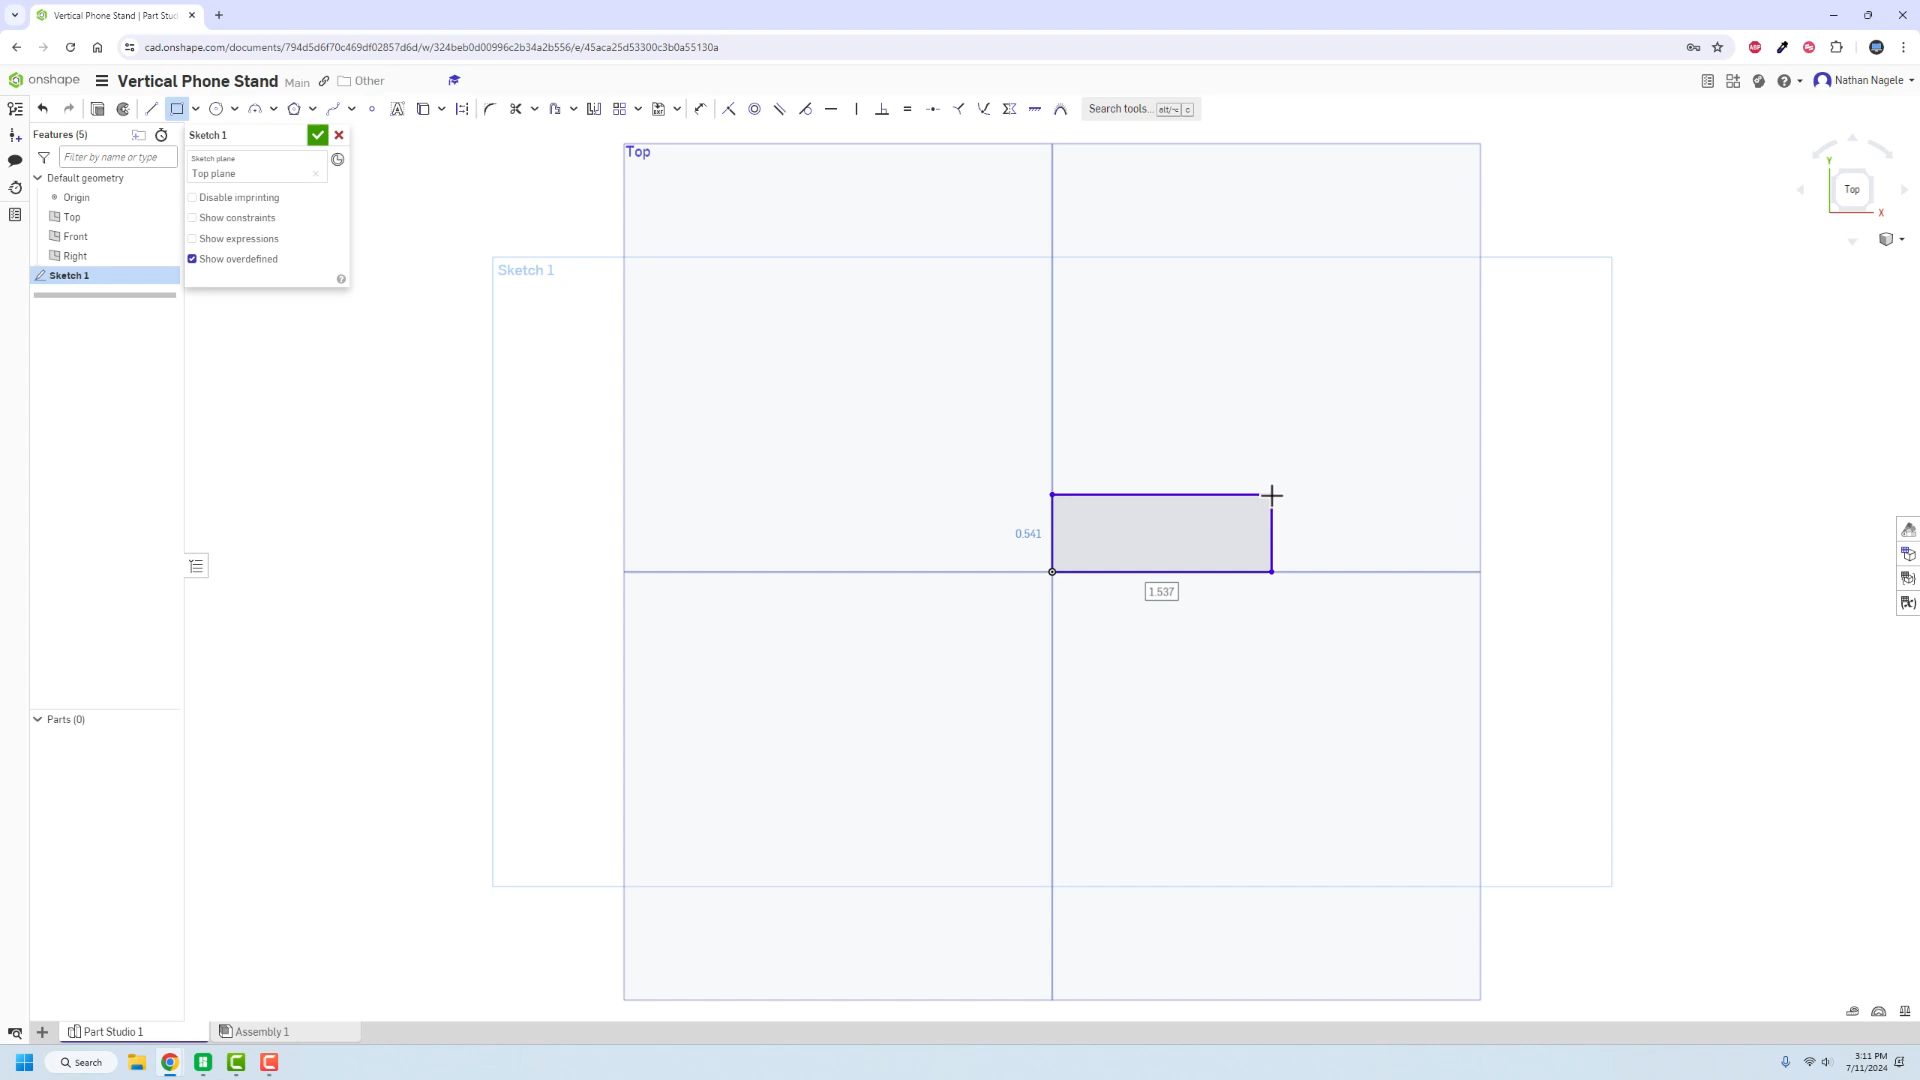 Vertical Phone Stand | Part Studi
cad.onshape.com/documents/794d5d6f70c469df02857d6d/w/324beb0d00996c2b34a2b556/e/45aca25d53300c3b0a55130a
onshape
Vertical Phone Stand
Main
Other
Nathan Nagele
Search tools...
alt/⌥
c
Features (5)
Filter by name or type
Default geometry
Origin
Top
Front
Right
Sketch 1
Sketch 1
Sketch plane
Top plane
Disable imprinting
Show constraints
Show expressions
Show overdefined
Top
Sketch 1
0.541
1.537
Y
Top
X
Parts (0)
Part Studio 1
Assembly 1
Search
3:11 PM
7/11/2024